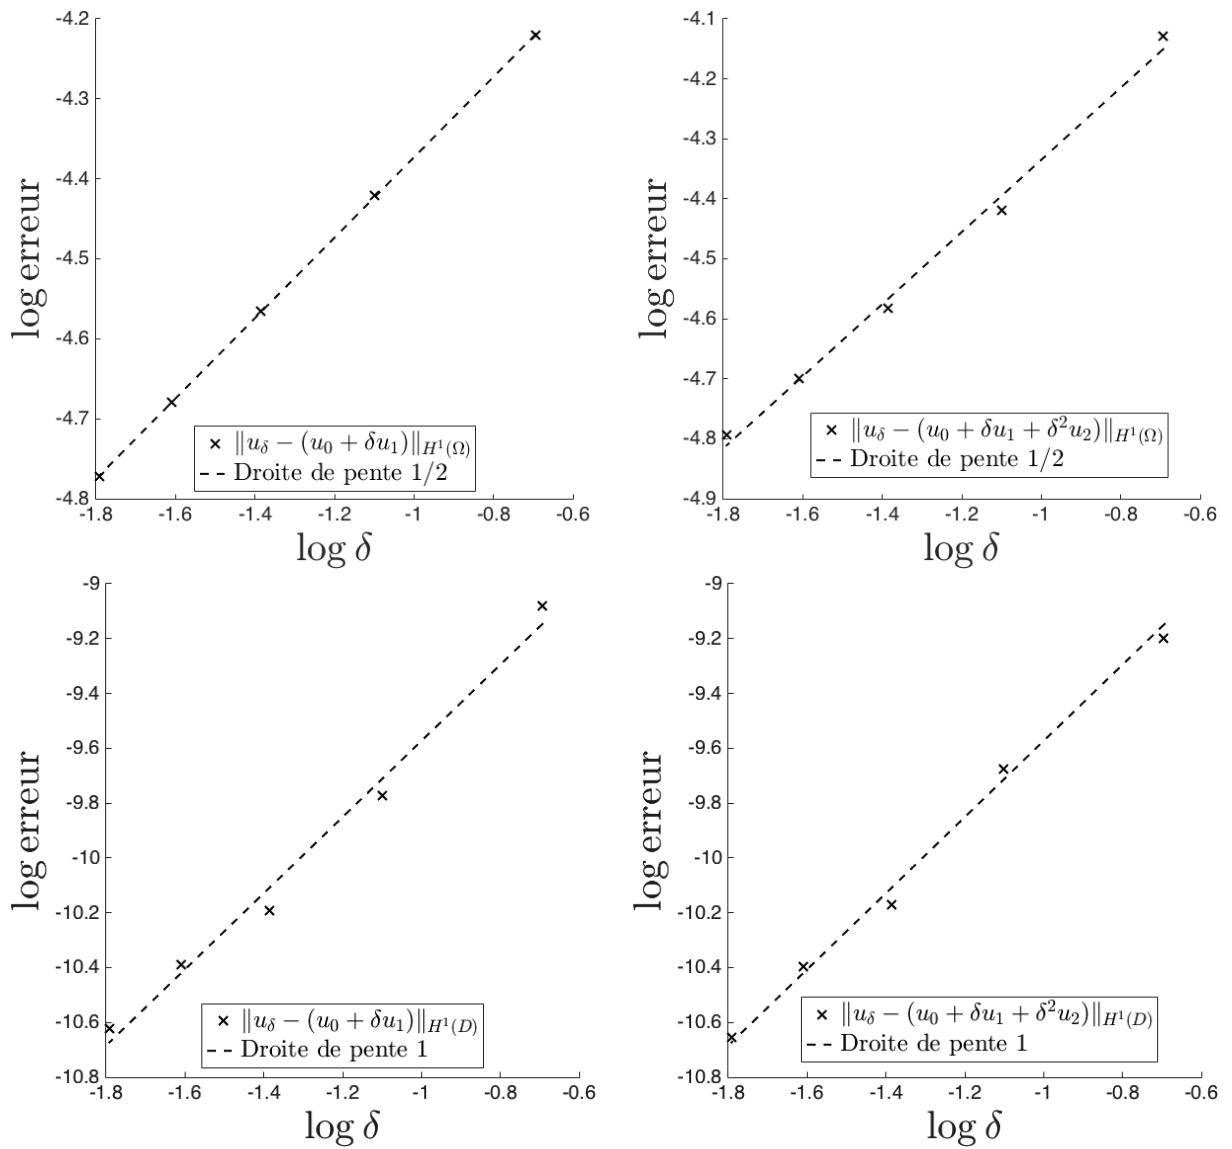 -4.2
-4.3
-4.4
-4.5
-4.6
-4.7
-4.8
log erreur
‖u_δ − (u_0 + δu_1)‖_{H^1(Ω)}
Droite de pente 1/2
-1.8 -1.6 -1.4 -1.2 -1 -0.8 -0.6
log δ
-4.1
-4.2
-4.3
-4.4
-4.5
-4.6
-4.7
-4.8
-4.9
log erreur
‖u_δ − (u_0 + δu_1 + δ^2u_2)‖_{H^1(Ω)}
Droite de pente 1/2
-1.8 -1.6 -1.4 -1.2 -1 -0.8 -0.6
log δ
-9
-9.2
-9.4
-9.6
-9.8
-10
-10.2
-10.4
-10.6
-10.8
log erreur
‖u_δ − (u_0 + δu_1)‖_{H^1(D)}
Droite de pente 1
-1.8 -1.6 -1.4 -1.2 -1 -0.8 -0.6
log δ
-9
-9.2
-9.4
-9.6
-9.8
-10
-10.2
-10.4
-10.6
-10.8
log erreur
‖u_δ − (u_0 + δu_1 + δ^2u_2)‖_{H^1(D)}
Droite de pente 1
-1.8 -1.6 -1.4 -1.2 -1 -0.8 -0.6
log δ